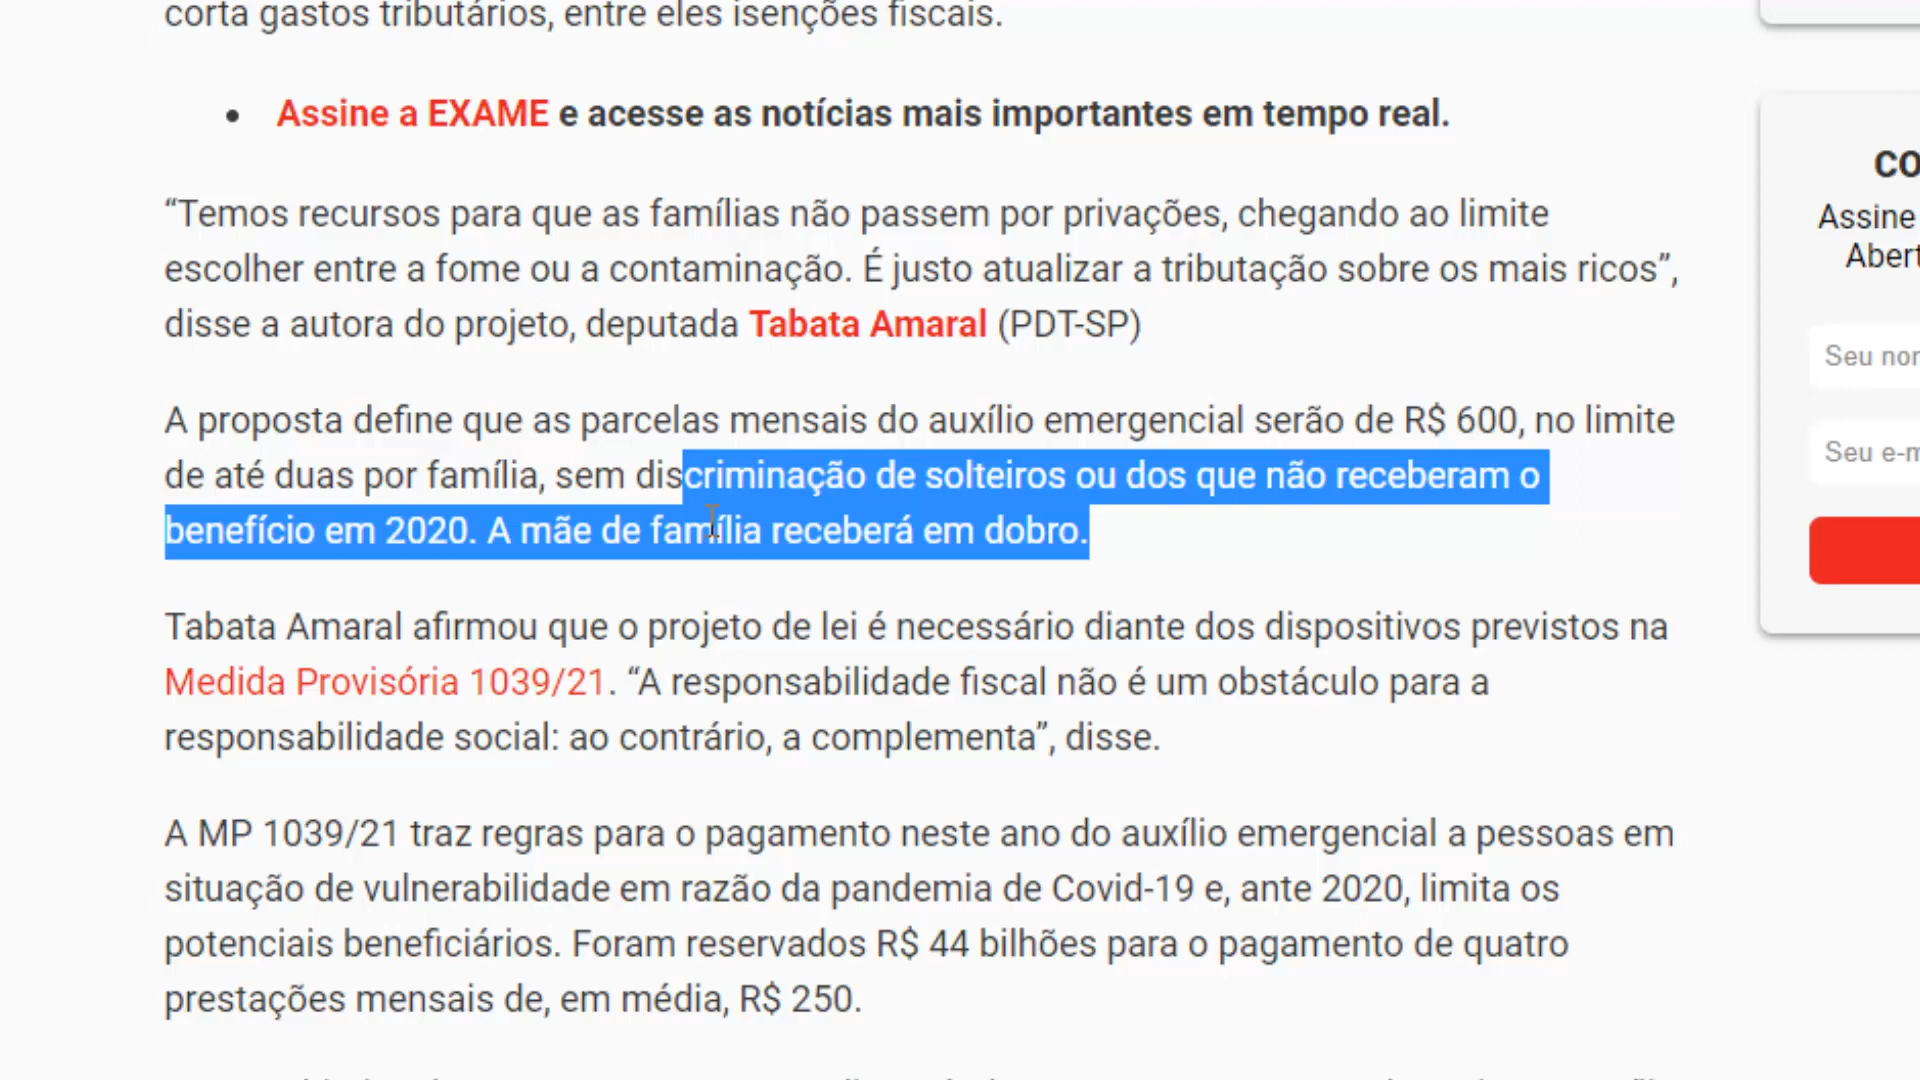 corta gastos tributários, entre eles isenções fiscais.
• Assine a EXAME e acesse as notícias mais importantes em tempo real.
“Temos recursos para que as famílias não passem por privações, chegando ao limite
escolher entre a fome ou a contaminação. É justo atualizar a tributação sobre os mais ricos”,
disse a autora do projeto, deputada Tabata Amaral (PDT-SP)
A proposta define que as parcelas mensais do auxílio emergencial serão de R$ 600, no limite
de até duas por família, sem discriminação de solteiros ou dos que não receberam o
benefício em 2020. A mãe de família receberá em dobro.
Tabata Amaral afirmou que o projeto de lei é necessário diante dos dispositivos previstos na
Medida Provisória 1039/21. “A responsabilidade fiscal não é um obstáculo para a
responsabilidade social: ao contrário, a complementa”, disse.
A MP 1039/21 traz regras para o pagamento neste ano do auxílio emergencial a pessoas em
situação de vulnerabilidade em razão da pandemia de Covid-19 e, ante 2020, limita os
potenciais beneficiários. Foram reservados R$ 44 bilhões para o pagamento de quatro
prestações mensais de, em média, R$ 250.
CO
Assine
Abert
Seu nor
Seu e-m